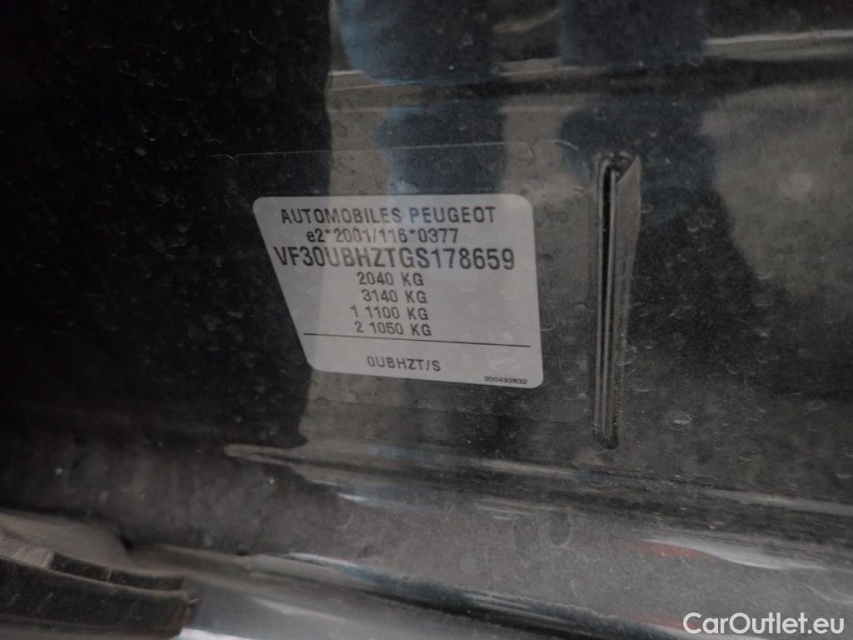 AUTOMOBILES PEUGEOT
e2*2001/116*0377
VF30UBHZTGS178659
2040 KG
3140 KG
1 1100 KG
2 1050 KG
0UBHZT/S
200492832
CarOutlet.eu